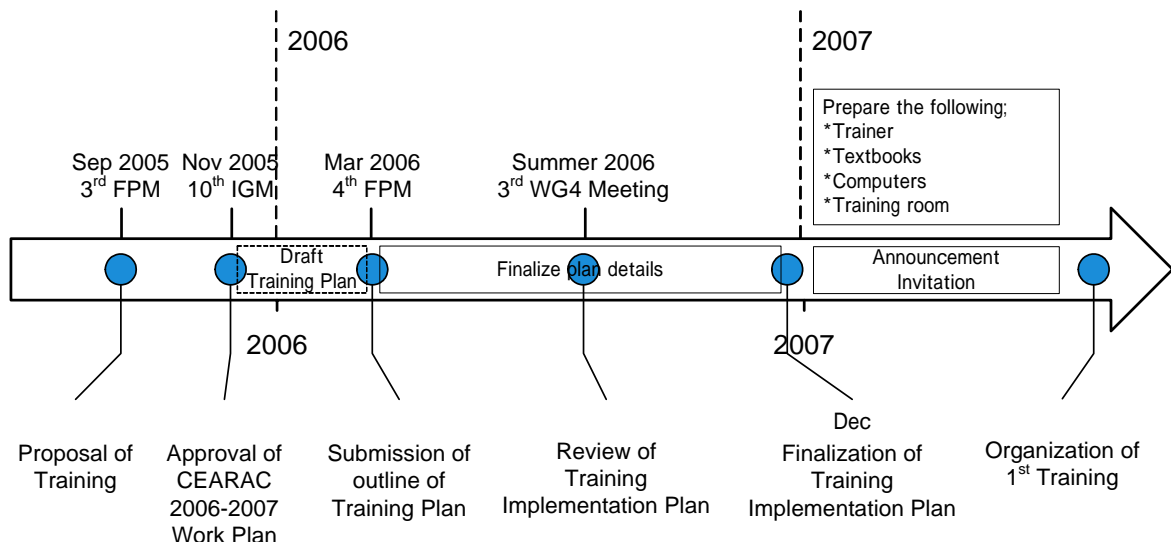 2006
2007
Prepare the following;
*Trainer
*Textbooks
*Computers
*Training room
Sep 2005
3rd FPM
Nov 2005
10th IGM
Mar 2006
4th FPM
Summer 2006
3rd WG4 Meeting
Draft
Training Plan
Finalize plan details
Announcement
Invitation
2006
2007
Proposal of
Training
Approval of
CEARAC
2006-2007
Work Plan
Submission of
outline of
Training Plan
Review of
Training
Implementation Plan
Dec
Finalization of
Training
Implementation Plan
Organization of
1st Training